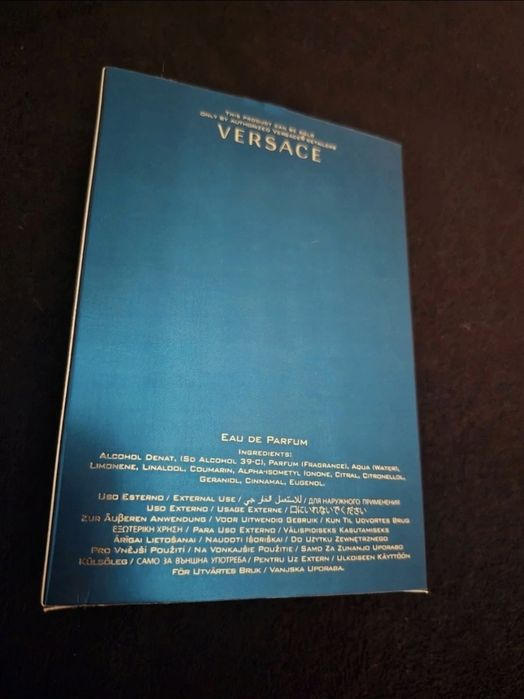 THIS PRODUCT CAN BE SOLD
ONLY BY AUTHORIZED VERSACE® RETAILERS
VERSACE
EAU DE PARFUM
INGREDIENTS:
ALCOHOL DENAT. (SD ALCOHOL 39-C), PARFUM (FRAGRANCE), AQUA (WATER),
LIMONENE, LINALOOL, COUMARIN, ALPHA-ISOMETYL IONONE, CITRAL, CITRONELLOL,
GERANIOL, CINNAMAL, EUGENOL.
USO ESTERNO / EXTERNAL USE / للاستعمال الخارجي / ДЛЯ НАРУЖНОГО ПРИМЕНЕНИЯ
USO EXTERNO / USAGE EXTERNE / 口にいれないでください
ZUR ÄUßEREN ANWENDUNG / VOOR UITWENDIG GEBRUIK / KUN TIL UDVORTES BRUG
ΕΞΩΤΕΡΙΚΗ ΧΡΗΣΗ / PARA USO EXTERNO / VÄLISPIDISEKS KASUTAMISEKS
ĀRĪGAI LIETOŠANAI / NAUDOTI IŠORIŠKAI / DO UŻYTKU ZEWNĘTRZNEGO
PRO VNĚJŠÍ POUŽITÍ / NA VONKAJŠIE POUŽITIE / SAMO ZA ZUNANJO UPORABO
KÜLSŐLEG / САМО ЗА ВЪНШНА УПОТРЕБА / PENTRU UZ EXTERN / ULKOISEEN KÄYTTÖÖN
FÖR UTVÄRTES BRUK / VANJSKA UPORABA.